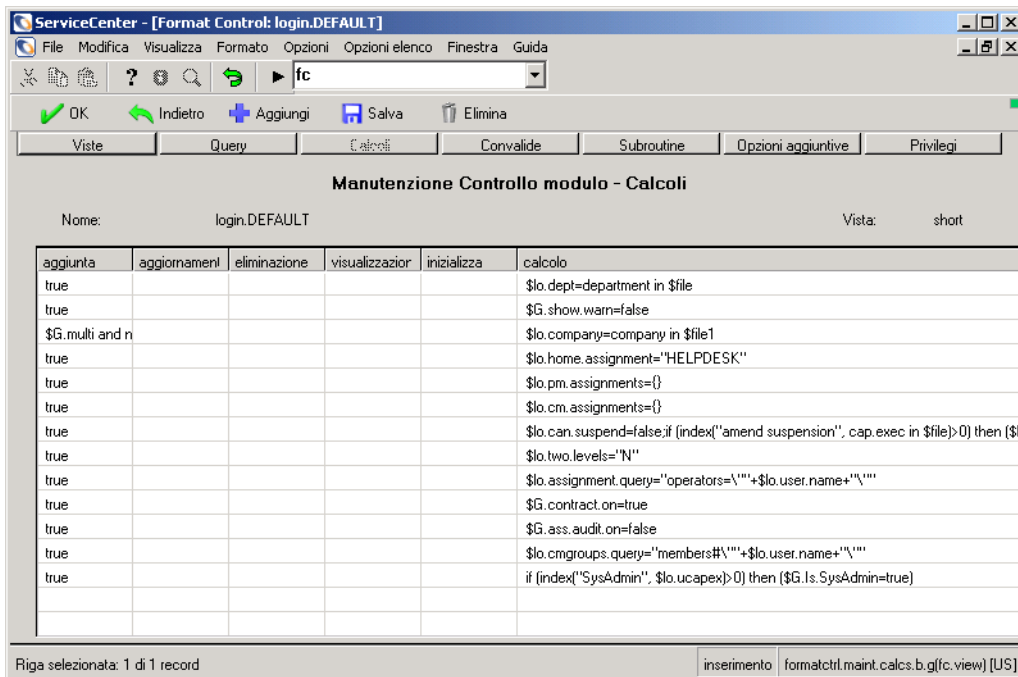 ServiceCenter - [Format Control: login.DEFAULT]
File Modifica Visualizza Formato Opzioni Opzioni elenco Finestra Guida
fc
OK Indietro Aggiungi Salva Elimina
Viste Query Calcoli Convalide Subroutine Opzioni aggiuntive Privilegi
Manutenzione Controllo modulo - Calcoli
Nome: login.DEFAULT Vista: short
aggiunta aggiornament eliminazione visualizzazior inizializza calcolo
true $lo.dept=department in $file
true $G.show.warn=false
$G.multi and n $lo.company=company in $file1
true $lo.home.assignment="HELPDESK"
true $lo.pm.assignments={}
true $lo.cm.assignments={}
true $lo.can.suspend=false;if (index("amend suspension", cap.exec in $file)>0) then ($l
true $lo.two.levels="N"
true $lo.assignment.query="operators=\""+$lo.user.name+"\""
true $G.contract.on=true
true $G.ass.audit.on=false
true $lo.cmgroups.query="members#\""+$lo.user.name+"\""
true if (index("SysAdmin", $lo.ucapex)>0) then ($G.Is.SysAdmin=true)
Riga selezionata: 1 di 1 record inserimento formatctrl.maint.calcs.b.g(fc.view) [US]